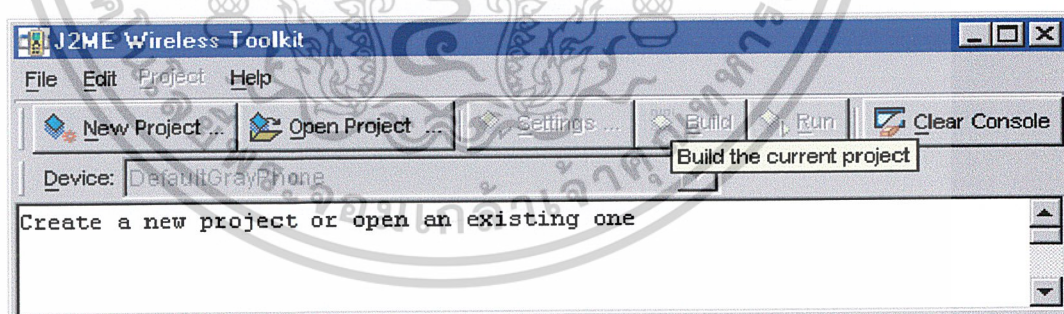 J2ME Wireless Toolkit
File Edit Project Help
New Project ... Open Project ... Settings ... Build Run Clear Console
Build the current project
Device: DefaultGrayPhone
Create a new project or open an existing one